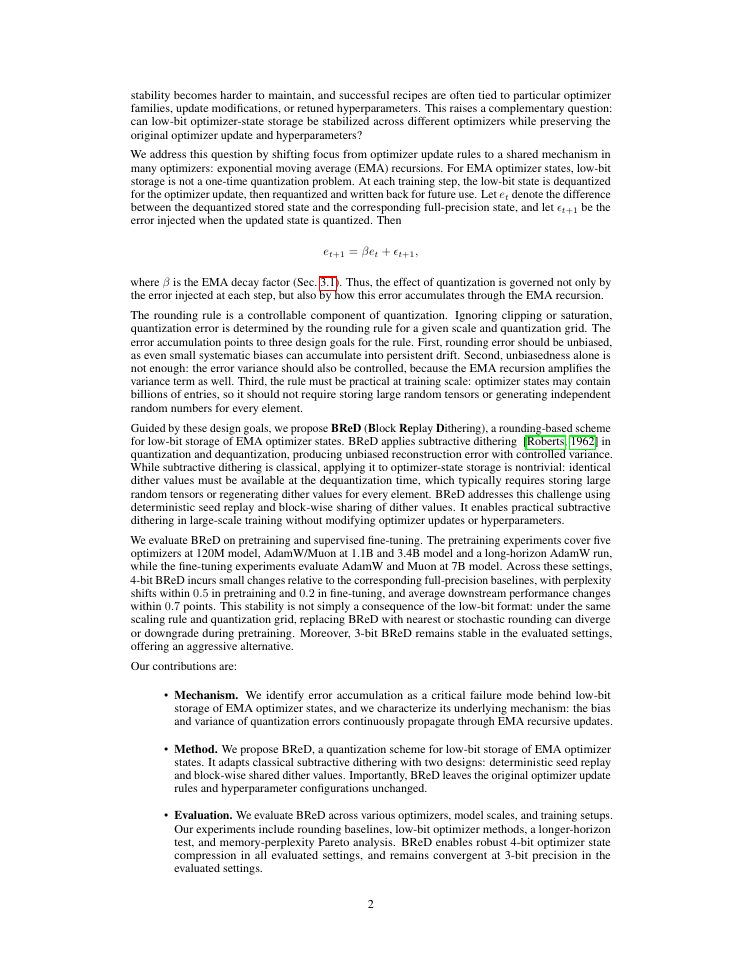 stability becomes harder to maintain, and successful recipes are often tied to particular optimizer
families, update modifications, or retuned hyperparameters. This raises a complementary question:
can low-bit optimizer-state storage be stabilized across different optimizers while preserving the
original optimizer update and hyperparameters?
We address this question by shifting focus from optimizer update rules to a shared mechanism in
many optimizers: exponential moving average (EMA) recursions. For EMA optimizer states, low-bit
storage is not a one-time quantization problem. At each training step, the low-bit state is dequantized
for the optimizer update, then requantized and written back for future use. Let e_t denote the difference
between the dequantized stored state and the corresponding full-precision state, and let ϵ_{t+1} be the
error injected when the updated state is quantized. Then
e_{t+1} = βe_t + ϵ_{t+1},
where β is the EMA decay factor (Sec. 3.1). Thus, the effect of quantization is governed not only by
the error injected at each step, but also by how this error accumulates through the EMA recursion.
The rounding rule is a controllable component of quantization. Ignoring clipping or saturation,
quantization error is determined by the rounding rule for a given scale and quantization grid. The
error accumulation points to three design goals for the rule. First, rounding error should be unbiased,
as even small systematic biases can accumulate into persistent drift. Second, unbiasedness alone is
not enough: the error variance should also be controlled, because the EMA recursion amplifies the
variance term as well. Third, the rule must be practical at training scale: optimizer states may contain
billions of entries, so it should not require storing large random tensors or generating independent
random numbers for every element.
Guided by these design goals, we propose BReD (Block Replay Dithering), a rounding-based scheme
for low-bit storage of EMA optimizer states. BReD applies subtractive dithering [Roberts, 1962] in
quantization and dequantization, producing unbiased reconstruction error with controlled variance.
While subtractive dithering is classical, applying it to optimizer-state storage is nontrivial: identical
dither values must be available at the dequantization time, which typically requires storing large
random tensors or regenerating dither values for every element. BReD addresses this challenge using
deterministic seed replay and block-wise sharing of dither values. It enables practical subtractive
dithering in large-scale training without modifying optimizer updates or hyperparameters.
We evaluate BReD on pretraining and supervised fine-tuning. The pretraining experiments cover five
optimizers at 120M model, AdamW/Muon at 1.1B and 3.4B model and a long-horizon AdamW run,
while the fine-tuning experiments evaluate AdamW and Muon at 7B model. Across these settings,
4-bit BReD incurs small changes relative to the corresponding full-precision baselines, with perplexity
shifts within 0.5 in pretraining and 0.2 in fine-tuning, and average downstream performance changes
within 0.7 points. This stability is not simply a consequence of the low-bit format: under the same
scaling rule and quantization grid, replacing BReD with nearest or stochastic rounding can diverge
or downgrade during pretraining. Moreover, 3-bit BReD remains stable in the evaluated settings,
offering an aggressive alternative.
Our contributions are:
• Mechanism. We identify error accumulation as a critical failure mode behind low-bit
storage of EMA optimizer states, and we characterize its underlying mechanism: the bias
and variance of quantization errors continuously propagate through EMA recursive updates.
• Method. We propose BReD, a quantization scheme for low-bit storage of EMA optimizer
states. It adapts classical subtractive dithering with two designs: deterministic seed replay
and block-wise shared dither values. Importantly, BReD leaves the original optimizer update
rules and hyperparameter configurations unchanged.
• Evaluation. We evaluate BReD across various optimizers, model scales, and training setups.
Our experiments include rounding baselines, low-bit optimizer methods, a longer-horizon
test, and memory-perplexity Pareto analysis. BReD enables robust 4-bit optimizer state
compression in all evaluated settings, and remains convergent at 3-bit precision in the
evaluated settings.
2